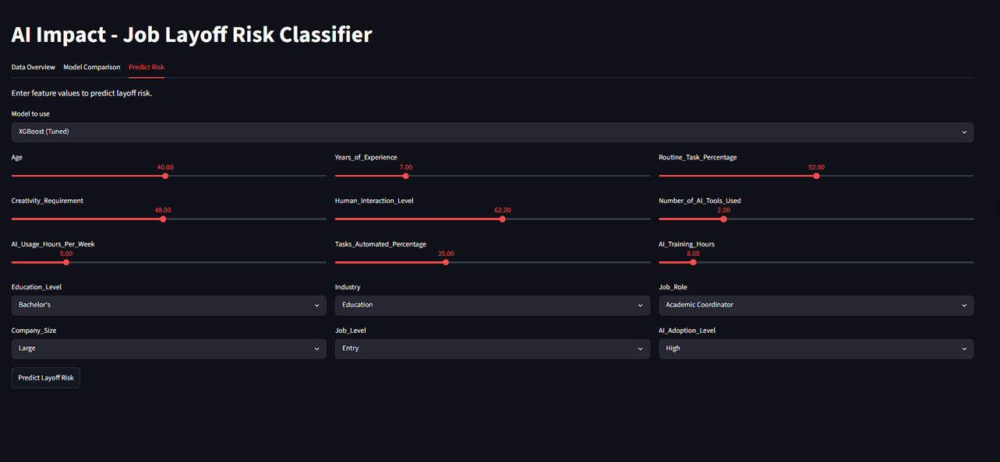 AI Impact - Job Layoff Risk Classifier
Data Overview Model Comparison Predict Risk
Enter feature values to predict layoff risk.
Model to use
XGBoost (Tuned)
Age Years_of_Experience Routine_Task_Percentage
40.00 7.00 52.00
Creativity_Requirement Human_Interaction_Level Number_of_AI_Tools_Used
48.00 62.00 2.00
AI_Usage_Hours_Per_Week Tasks_Automated_Percentage AI_Training_Hours
5.00 35.00 8.00
Education_Level Industry Job_Role
Bachelor's Education Academic Coordinator
Company_Size Job_Level AI_Adoption_Level
Large Entry High
Predict Layoff Risk